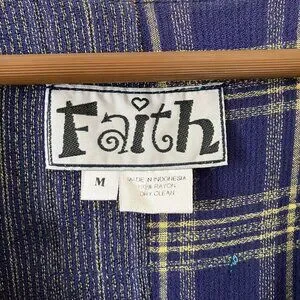 Faith
M
MADE IN INDONESIA
100% RAYON
DRY CLEAN